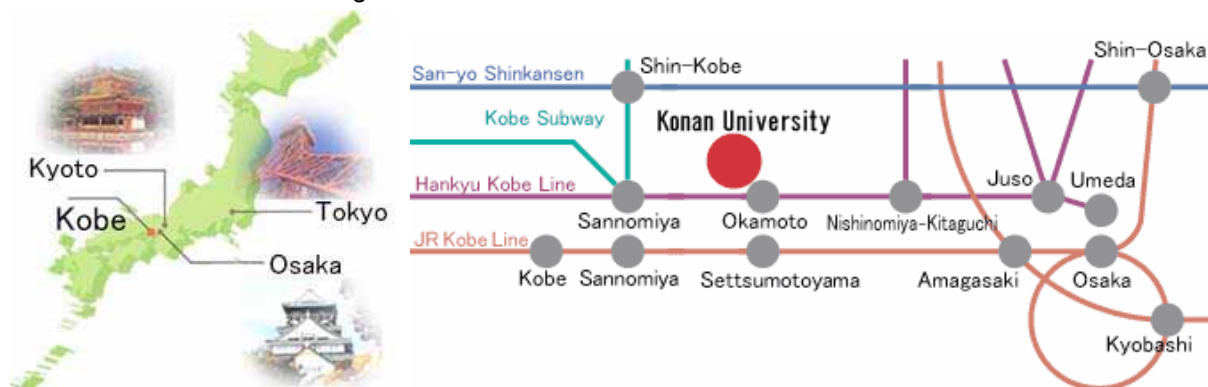 Kyoto
Kobe
Tokyo
Osaka
San-yo Shinkansen
Shin-Kobe
Shin-Osaka
Kobe Subway
Konan University
Hankyu Kobe Line
Sannomiya
Okamoto
Nishinomiya-Kitaguchi
Juso
Umeda
JR Kobe Line
Kobe
Sannomiya
Settsumotoyama
Amagasaki
Osaka
Kyobashi